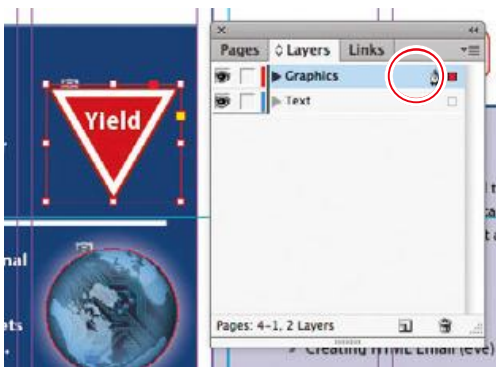 Pages Layers Links
Graphics
Text
Yield
nal
ets
Pages: 4-1, 2 Layers
Creating HTML Email (eve)